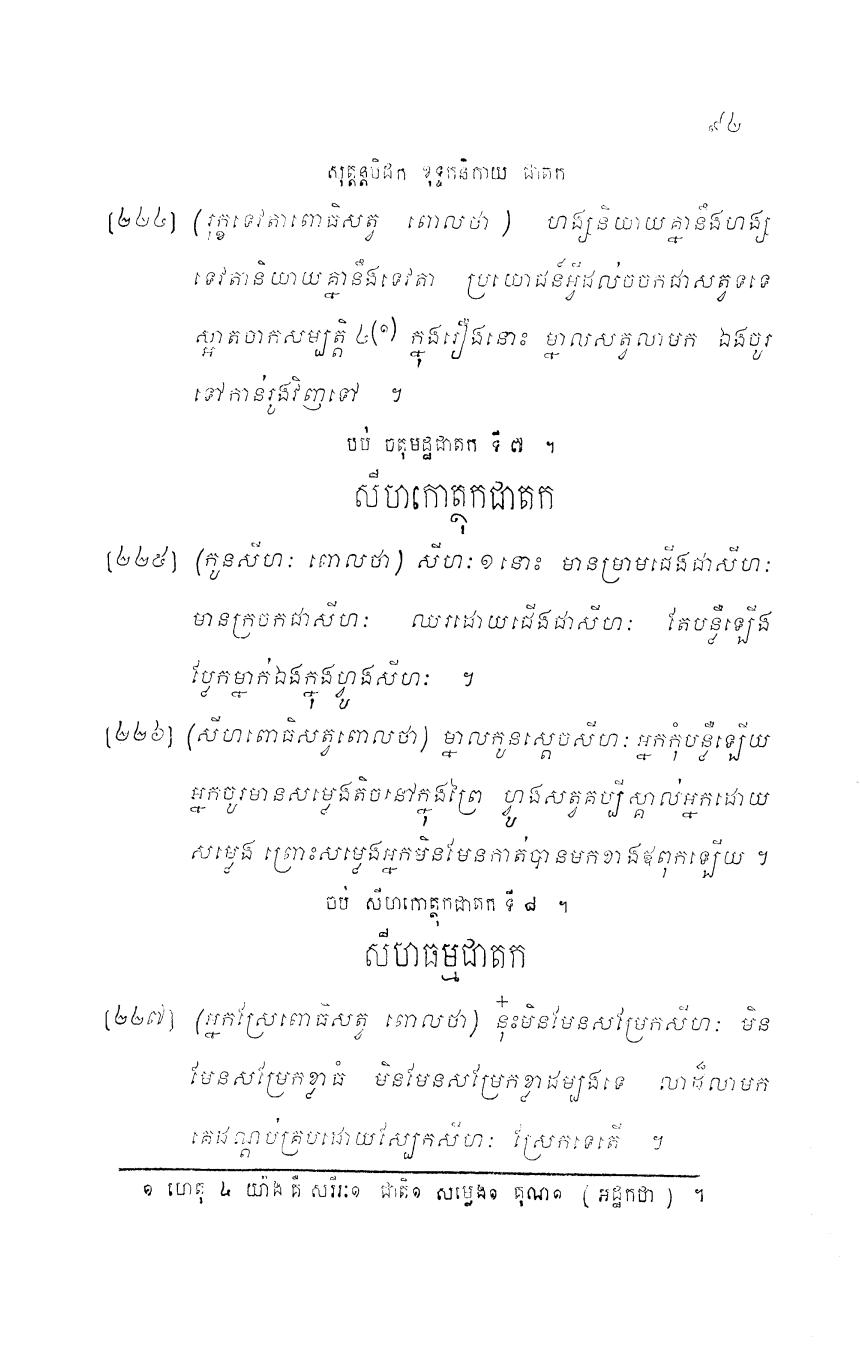 ៩៤
សុត្តន្តបិដក ខុទ្ទកនិកាយ ជាតក
[២២៤] (រុក្ខទេវតាពោធិសត្វ ពោលថា) ហង្សនិយាយគ្នានឹងហង្ស
ទេវតានិយាយគ្នានឹងទេវតា ប្រយោជន៍អ្វីដល់ចចកជាសត្វទទេ
ស្អាតចាកសម្បត្តិ ៤(១) ក្នុងរឿងនោះ ម្នាលសត្វលាមក ឯងចូរ
ទៅកាន់រូងវិញទៅ ។
ចប់ ចតុមដ្ឋជាតក ទី ៧ ។
សីហកោត្ថុកជាតក
[២២៥] (កូនសីហៈ ពោលថា) សីហៈ ១ នោះ មានម្រាមជើងជាសីហៈ
មានក្រចកជាសីហៈ ឈរដោយជើងជាសីហៈ តែបន្លឺឡើង
ប្លែកម្នាក់ឯងក្នុងហ្វូងសីហៈ ។
[២២៦] (សីហពោធិសត្វពោលថា) ម្នាលកូនស្តេចសីហៈ អ្នកកុំបន្លឺឡើយ
អ្នកចូរមានសម្លេងតិចនៅក្នុងព្រៃ ហ្វូងសត្វគប្បីស្គាល់អ្នកដោយ
សម្លេង ព្រោះសម្លេងអ្នកមិនមែនកាត់បានមកខាងឪពុកឡើយ ។
ចប់ សីហកោត្ថុកជាតក ទី ៨ ។
សីហធម្មជាតក
[២២៧] (អ្នកស្រែពោធិសត្វ ពោលថា) នុ៎ះមិនមែនសម្រែកសីហៈ មិន
មែនសម្រែកខ្លាធំ មិនមែនសម្រែកខ្លាដម្បងទេ លាដ៏លាមក
គេដណ្តប់គ្របដោយស្បែកសីហៈ ស្រែកទេតើ ។
១ ហេតុ ៤ យ៉ាង គឺ សរីរៈ១ ជាតិ១ សម្លេង១ គុណ១ (អដ្ឋកថា) ។